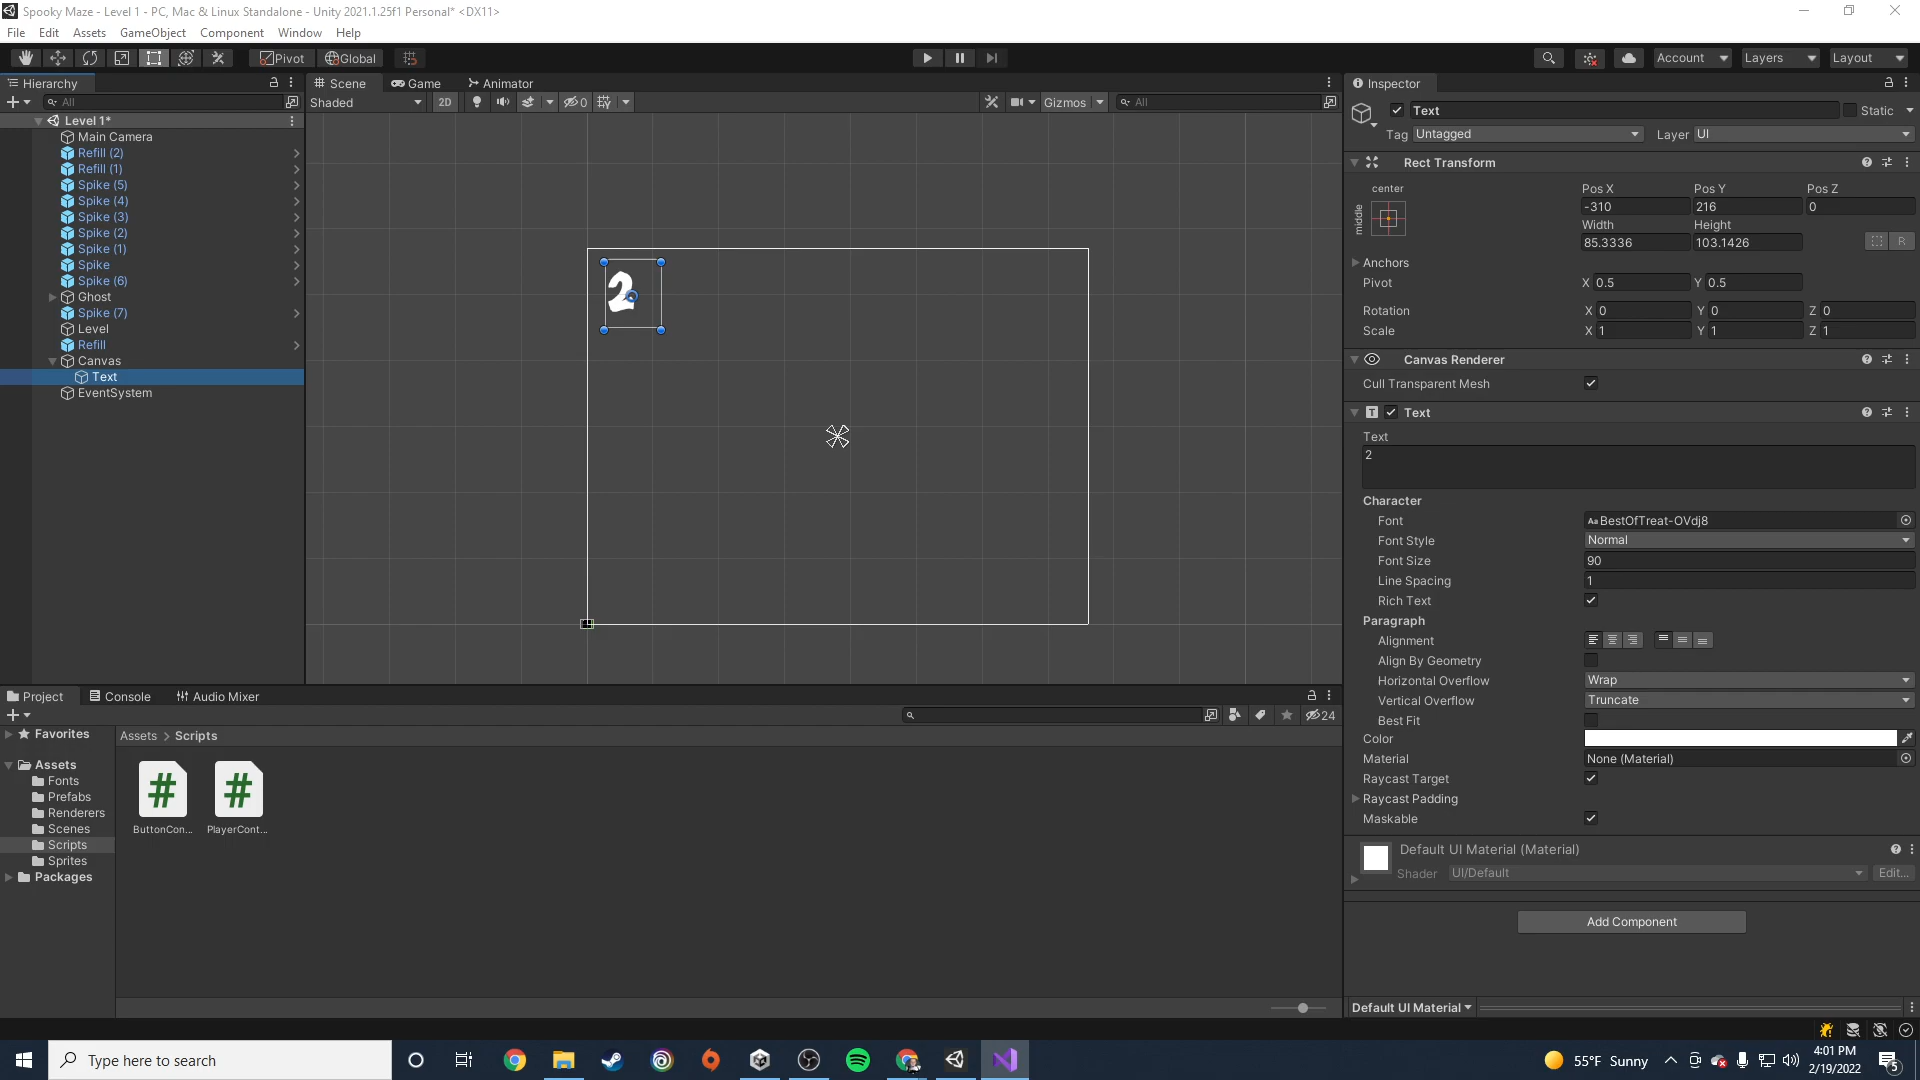 Spooky Maze - Level 1 - PC, Mac & Linux Standalone - Unity 2021.1.25f1 Personal* <DX11>
File Edit Assets GameObject Component Window Help
Pivot Global Account Layers Layout
Hierarchy Scene Game Animator Inspector
All Shaded 2D 0 Gizmos All
Level 1*
Main Camera
Refill (2)
Refill (1)
Spike (5)
Spike (4)
Spike (3)
Spike (2)
Spike (1)
Spike
Spike (6)
Ghost
Spike (7)
Level
Refill
Canvas
Text
EventSystem
2
Text Static
Tag Untagged Layer UI
Rect Transform
center
middle
Pos X Pos Y Pos Z
-310 216 0
Width Height
85.3336 103.1426 R
Anchors
Pivot X 0.5 Y 0.5
Rotation X 0 Y 0 Z 0
Scale X 1 Y 1 Z 1
Canvas Renderer
Cull Transparent Mesh
T Text
Text
2
Character
Font Aa BestOfTreat-OVdj8
Font Style Normal
Font Size 90
Line Spacing 1
Rich Text
Paragraph
Alignment
Align By Geometry
Horizontal Overflow Wrap
Vertical Overflow Truncate
Best Fit
Color
Material None (Material)
Raycast Target
Raycast Padding
Maskable
Default UI Material (Material)
Shader UI/Default Edit...
Add Component
Default UI Material
Project Console Audio Mixer
24
Favorites
Assets
Fonts
Prefabs
Renderers
Scenes
Scripts
Sprites
Packages
Assets > Scripts
# #
ButtonCon... PlayerCont...
Type here to search
55°F Sunny
4:01 PM
2/19/2022
5